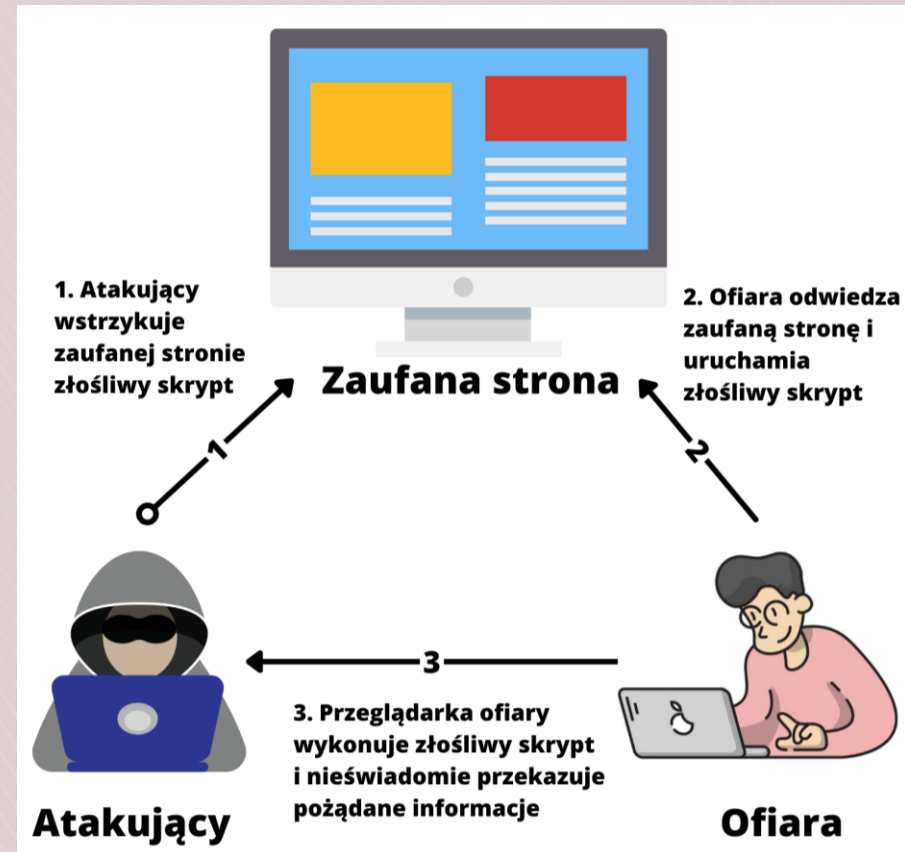 1. Atakujący
wstrzykuje
zaufanej stronie
złośliwy skrypt
2. Ofiara odwiedza
zaufaną stronę i
uruchamia
złośliwy skrypt
Zaufana strona
1
2
3
3. Przeglądarka ofiary
wykonuje złośliwy skrypt
i nieświadomie przekazuje
pożądane informacje
Atakujący
Ofiara